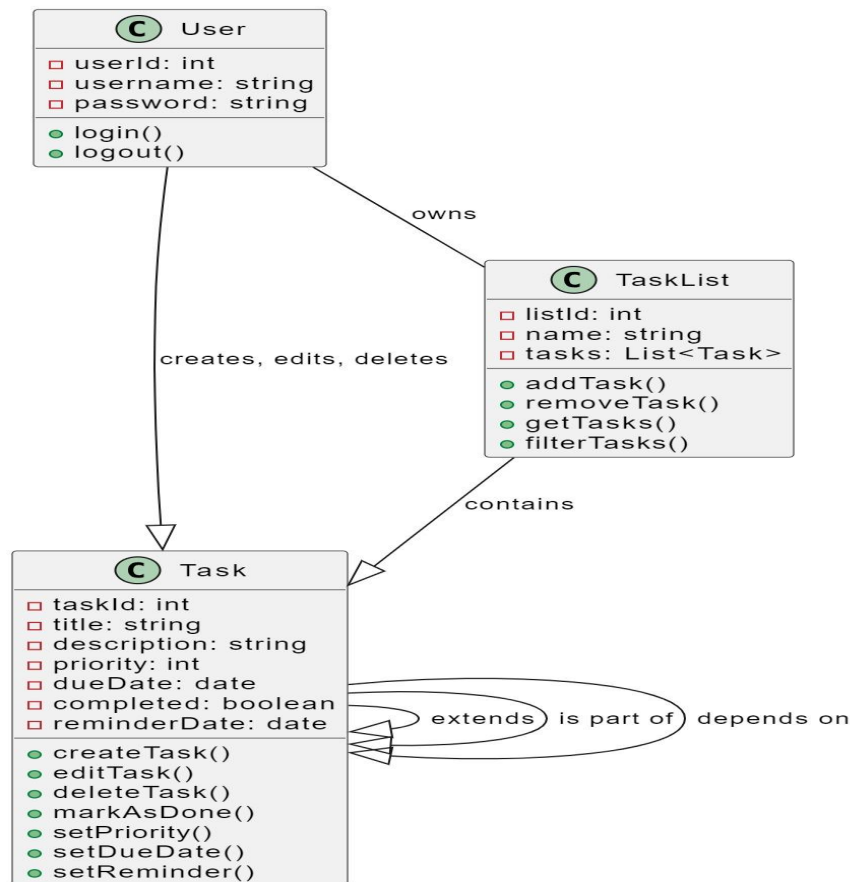 C User
userId: int
username: string
password: string
login()
logout()
owns
C TaskList
listId: int
name: string
tasks: List<Task>
addTask()
removeTask()
getTasks()
filterTasks()
creates, edits, deletes
contains
C Task
taskId: int
title: string
description: string
priority: int
dueDate: date
completed: boolean
reminderDate: date
extends
is part of
depends on
createTask()
editTask()
deleteTask()
markAsDone()
setPriority()
setDueDate()
setReminder()